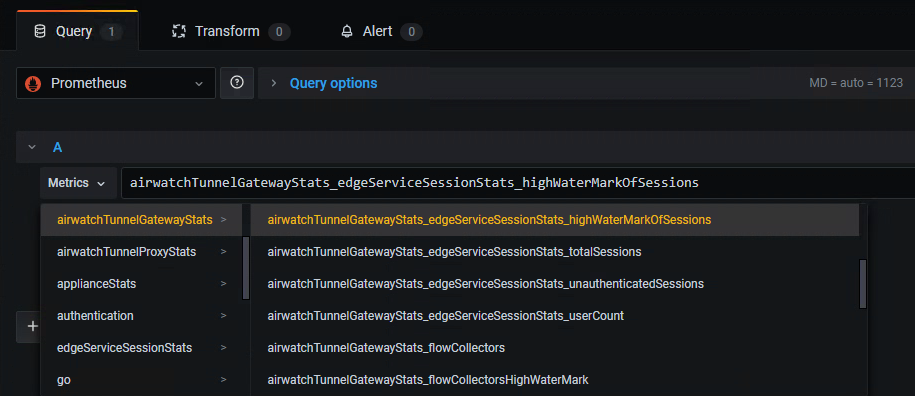 Query 1 Transform 0 Alert 0
Prometheus ? > Query options MD = auto = 1123
A
Metrics airwatchTunnelGatewayStats_edgeServiceSessionStats_highWaterMarkOfSessions
airwatchTunnelGatewayStats > airwatchTunnelGatewayStats_edgeServiceSessionStats_highWaterMarkOfSessions
airwatchTunnelProxyStats > airwatchTunnelGatewayStats_edgeServiceSessionStats_totalSessions
applianceStats > airwatchTunnelGatewayStats_edgeServiceSessionStats_unauthenticatedSessions
authentication > airwatchTunnelGatewayStats_edgeServiceSessionStats_userCount
+ edgeServiceSessionStats > airwatchTunnelGatewayStats_flowCollectors
go > airwatchTunnelGatewayStats_flowCollectorsHighWaterMark